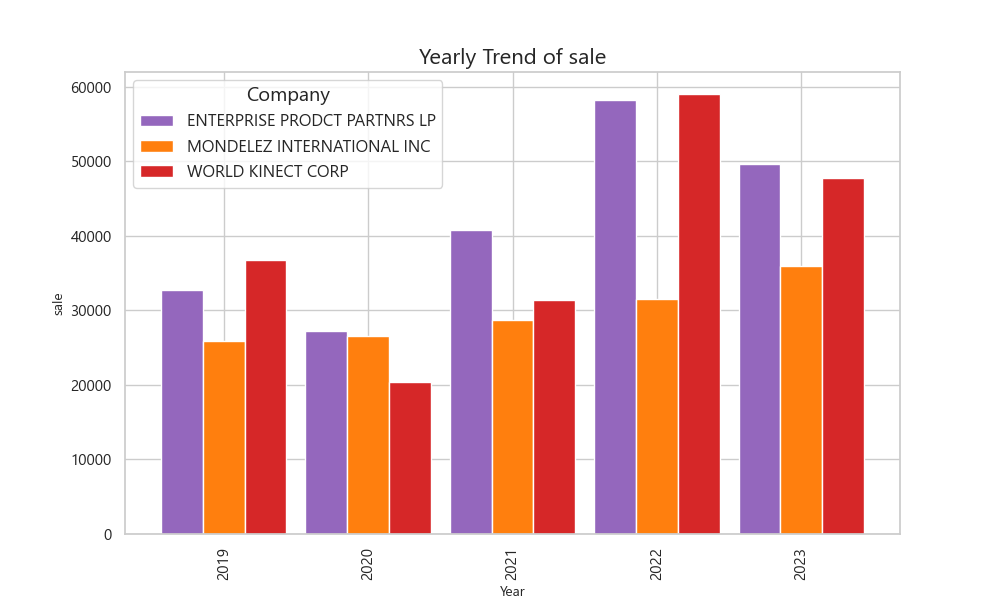 Yearly Trend of sale
Company
ENTERPRISE PRODCT PARTNRS LP
MONDELEZ INTERNATIONAL INC
WORLD KINECT CORP
60000
50000
40000
30000
20000
10000
0
sale
2019
2020
2021
2022
2023
Year